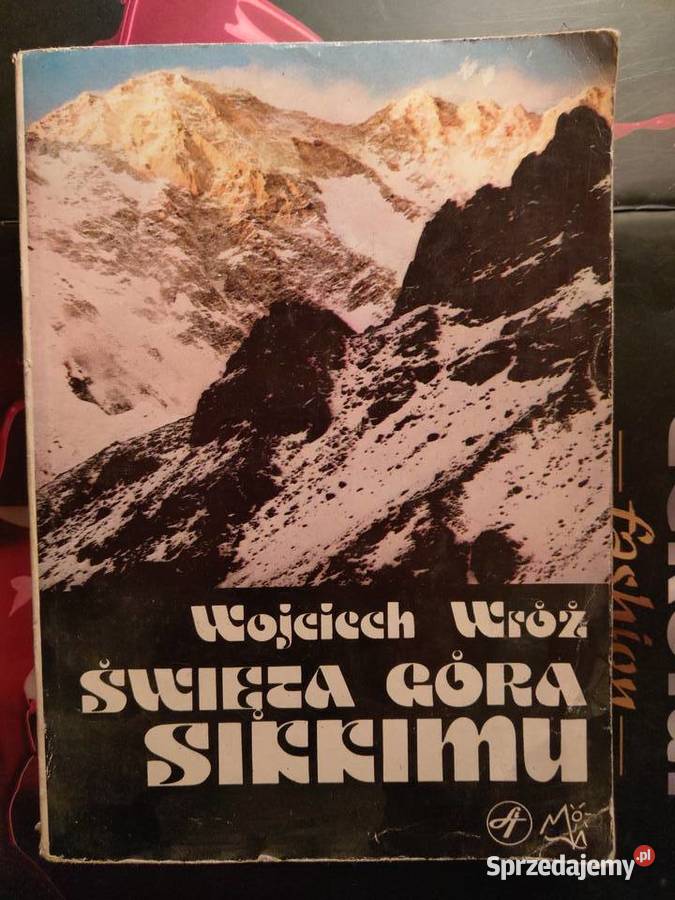 Wojciech Wróż
ŚWIĘTA GÓRA
SIKKIMU
fashion
Sprzedajemy.pl